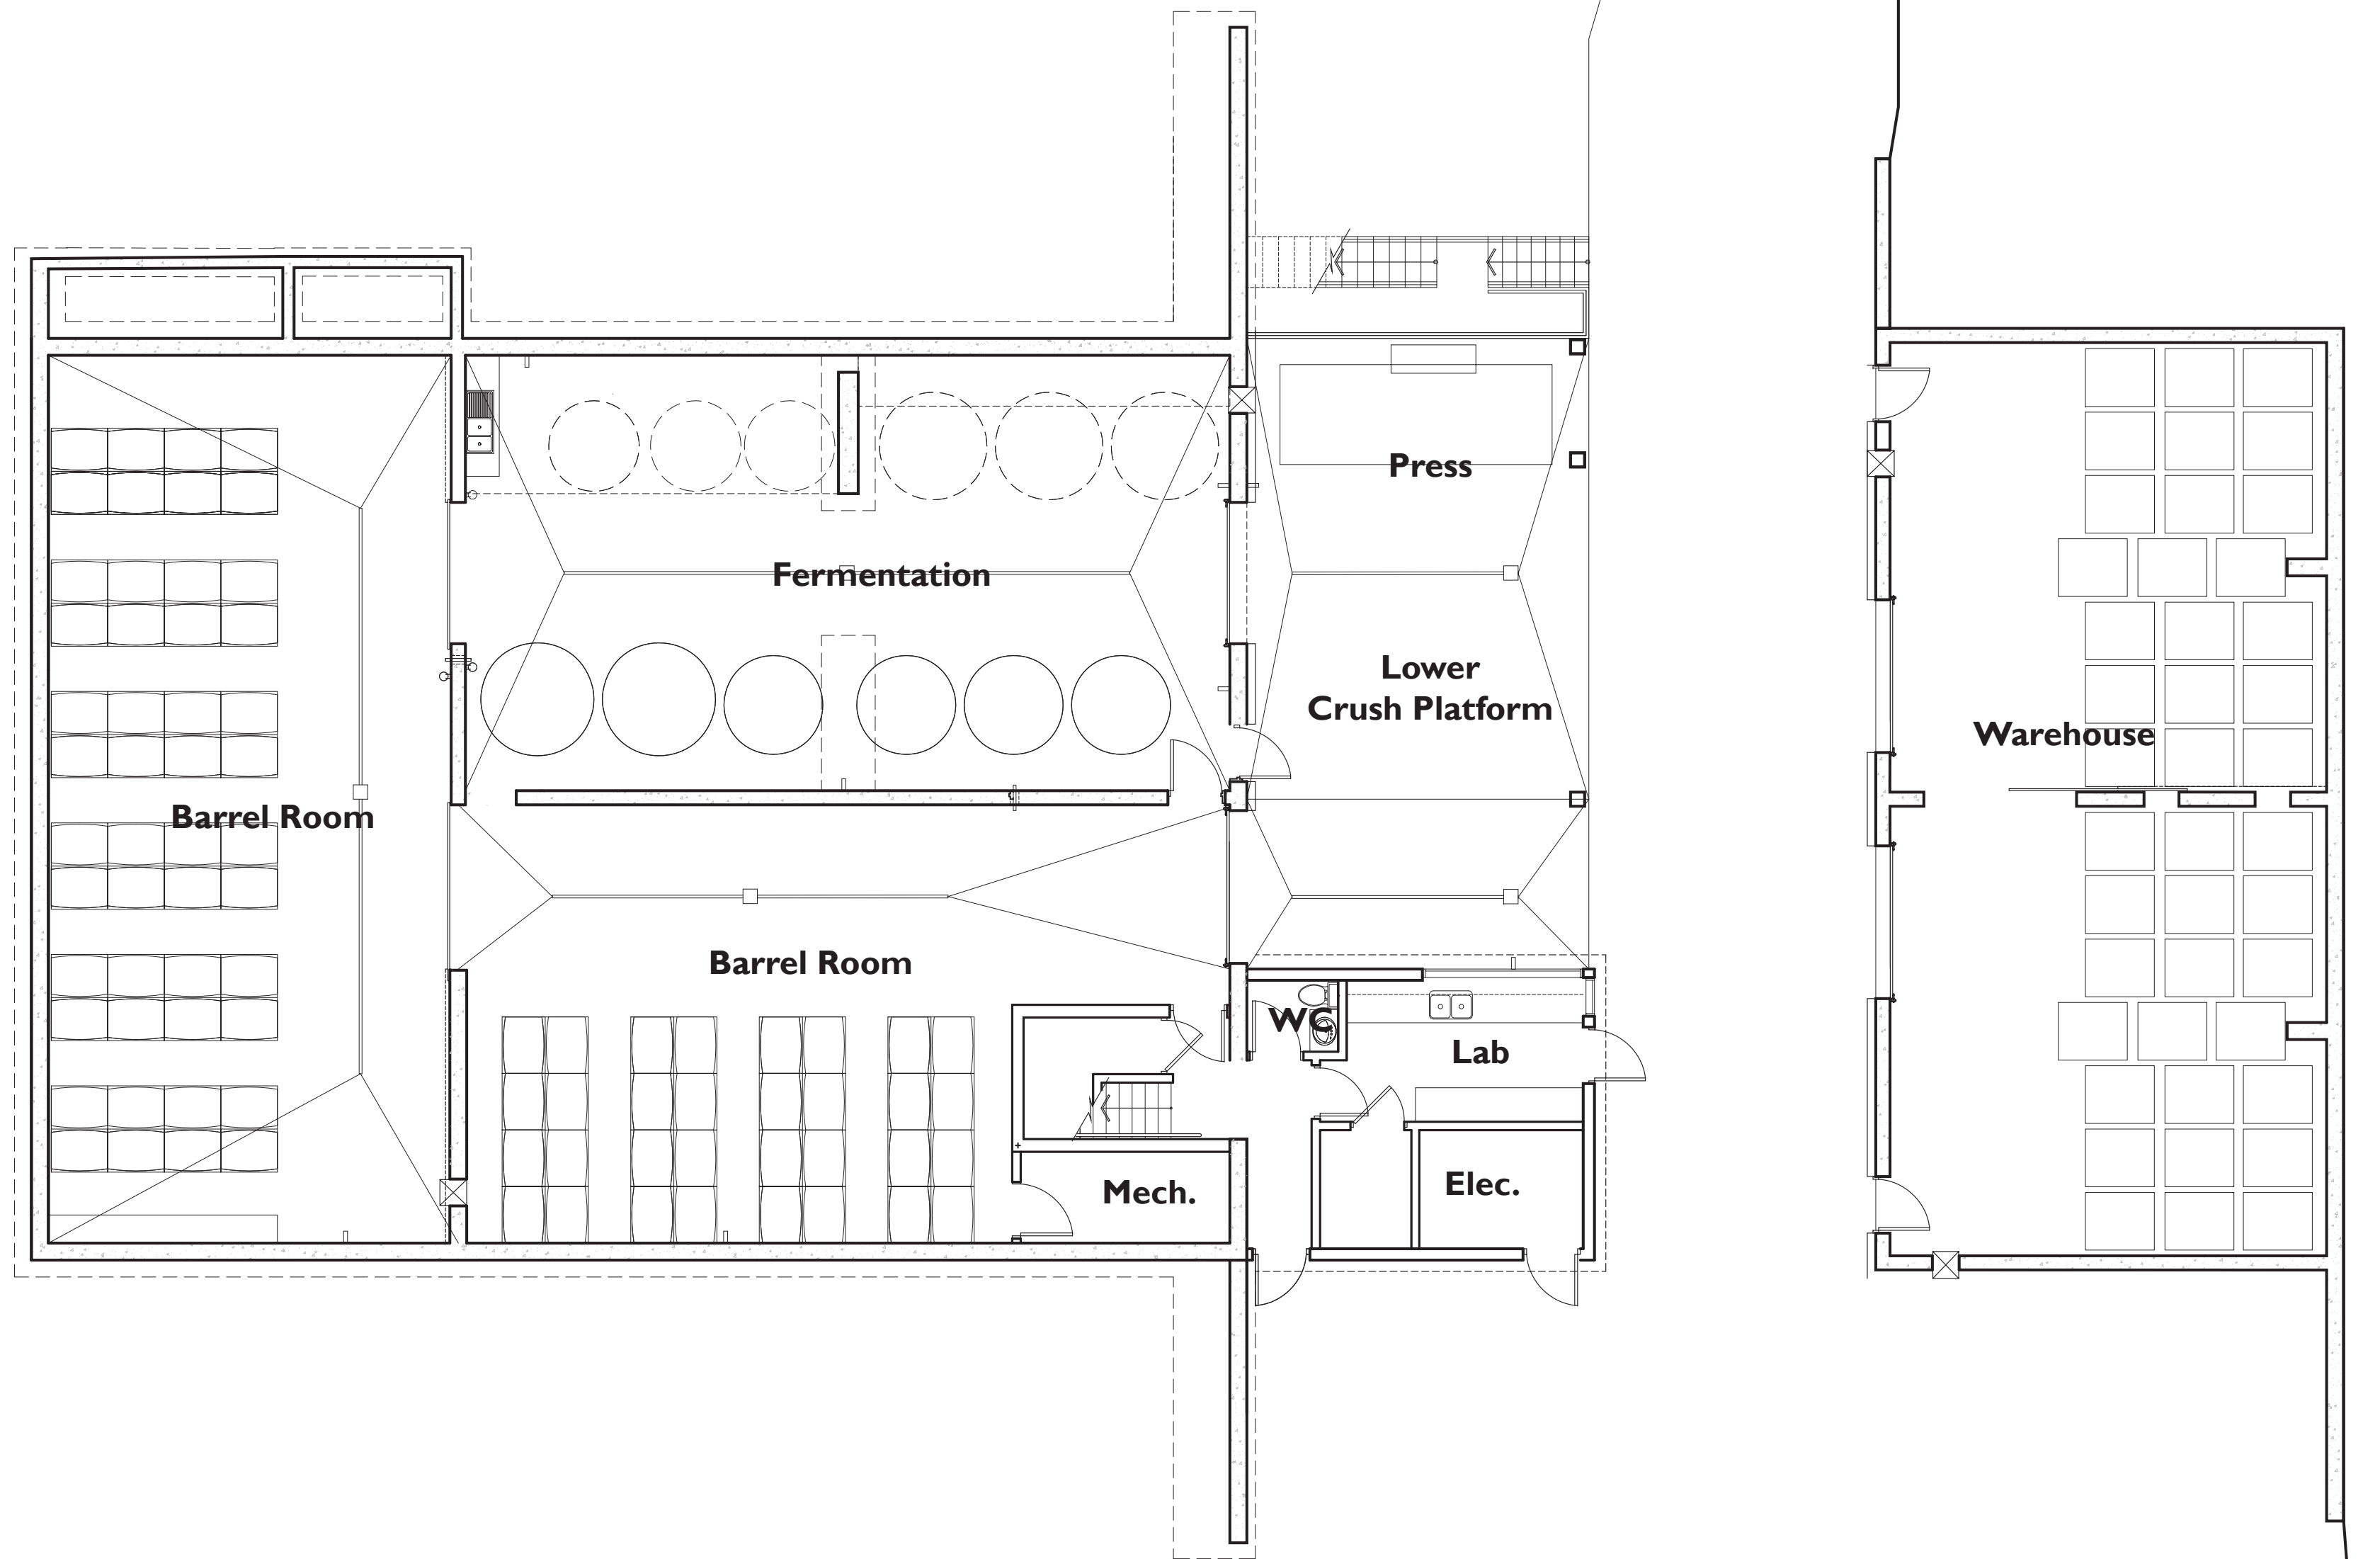 Press
Fermentation
Lower
Crush Platform
Warehouse
Barrel Room
Barrel Room
WC
Lab
Mech.
Elec.